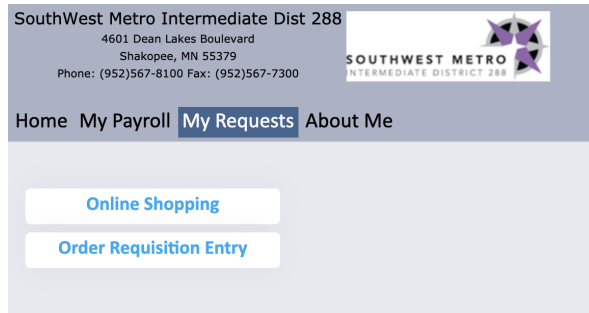 SouthWest Metro Intermediate Dist 288
4601 Dean Lakes Boulevard
Shakopee, MN 55379
Phone: (952)567-8100 Fax: (952)567-7300
SOUTHWEST METRO
INTERMEDIATE DISTRICT 288
Home My Payroll My Requests About Me
Online Shopping
Order Requisition Entry